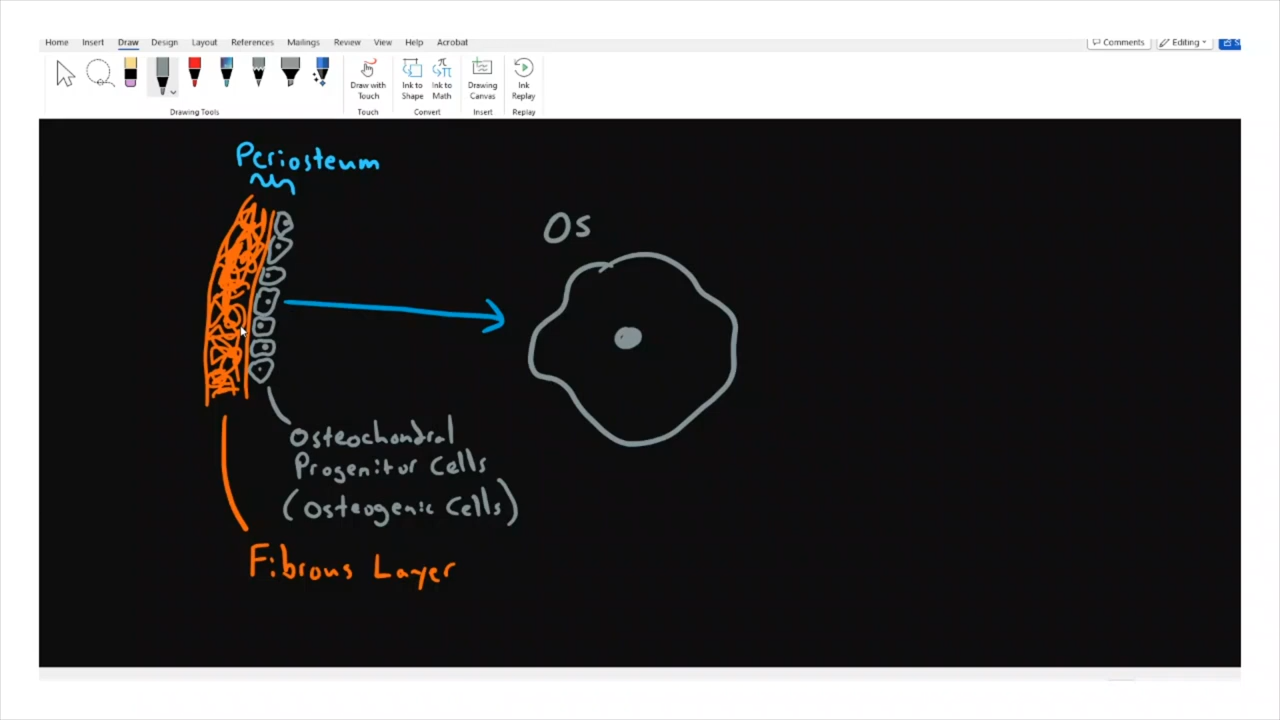 Home Insert Draw Design Layout References Mailings Review View Help Acrobat
Comments Editing
Draw with Touch
Ink to Shape
Ink to Math
Drawing Canvas
Ink Replay
Drawing Tools Touch Convert Insert Replay
Periosteum
Os
Osteochondral
Progenitor Cells
(Osteogenic Cells)
Fibrous Layer